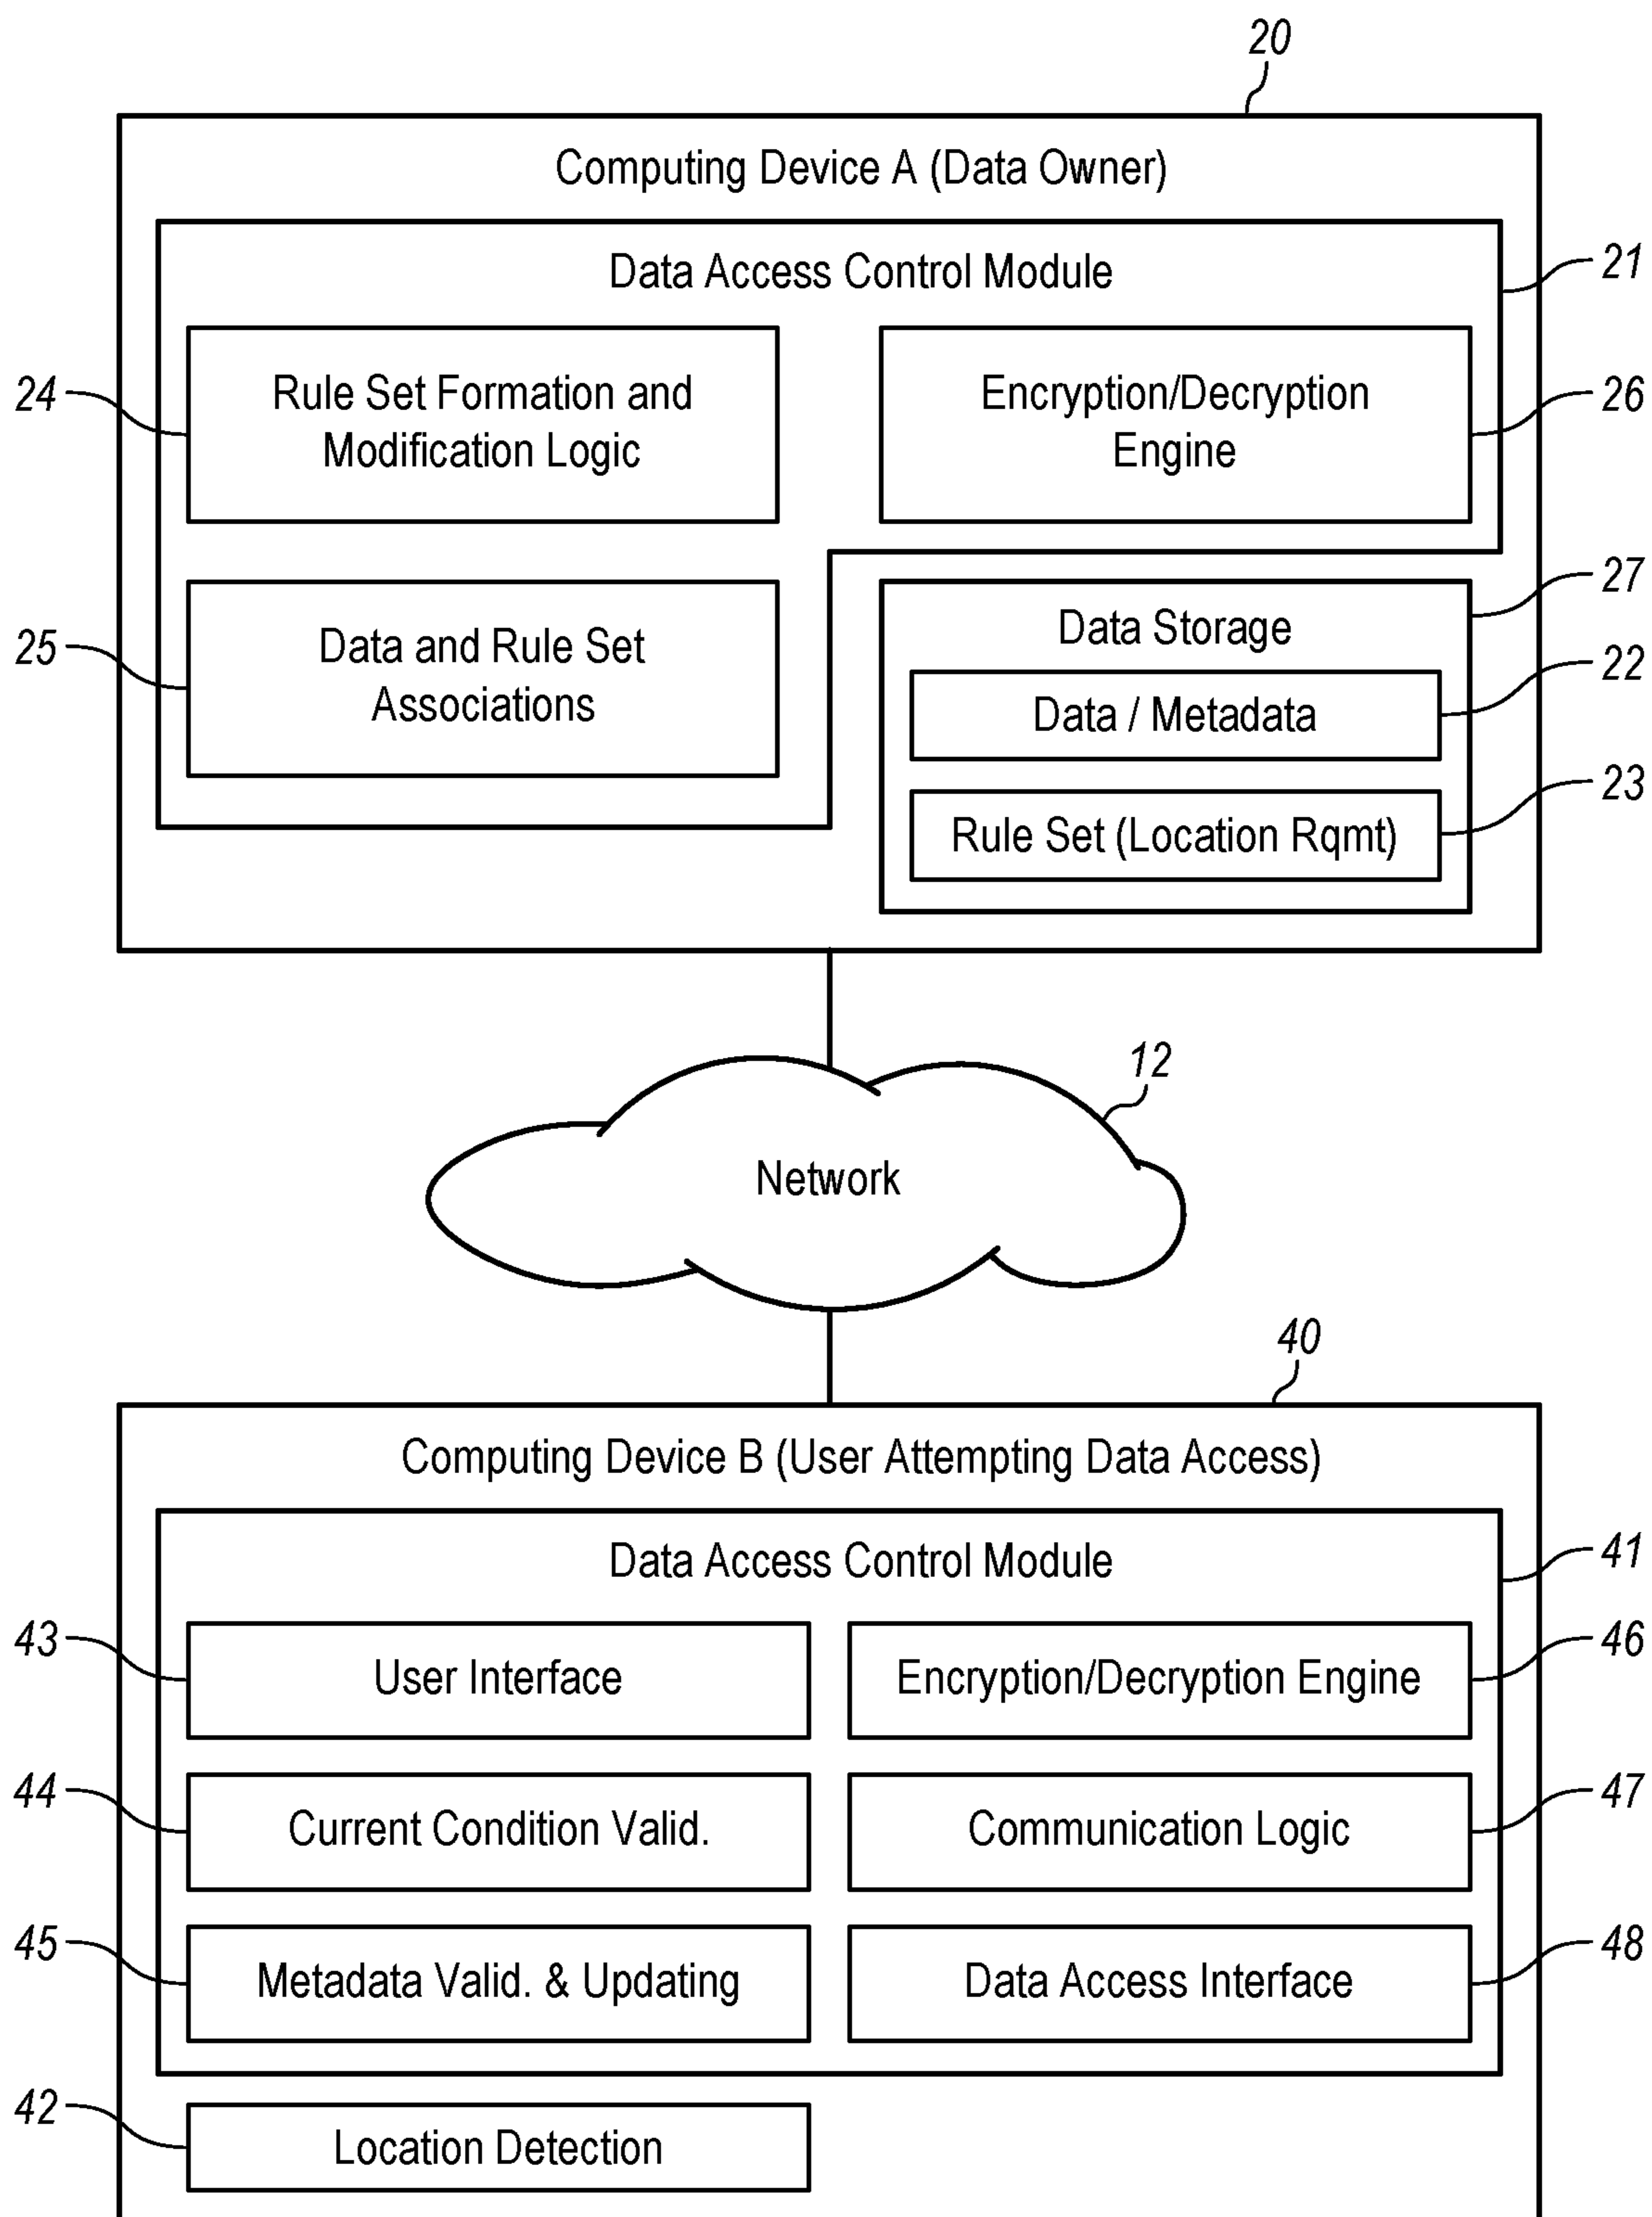 20
Computing Device A (Data Owner)
Data Access Control Module
21
24
Rule Set Formation and
Modification Logic
Encryption/Decryption
Engine
26
25
Data and Rule Set
Associations
27
Data Storage
22
Data / Metadata
23
Rule Set (Location Rqmt)
12
Network
40
Computing Device B (User Attempting Data Access)
Data Access Control Module
41
43
User Interface
Encryption/Decryption Engine
46
44
Current Condition Valid.
Communication Logic
47
45
Metadata Valid. & Updating
Data Access Interface
48
42
Location Detection